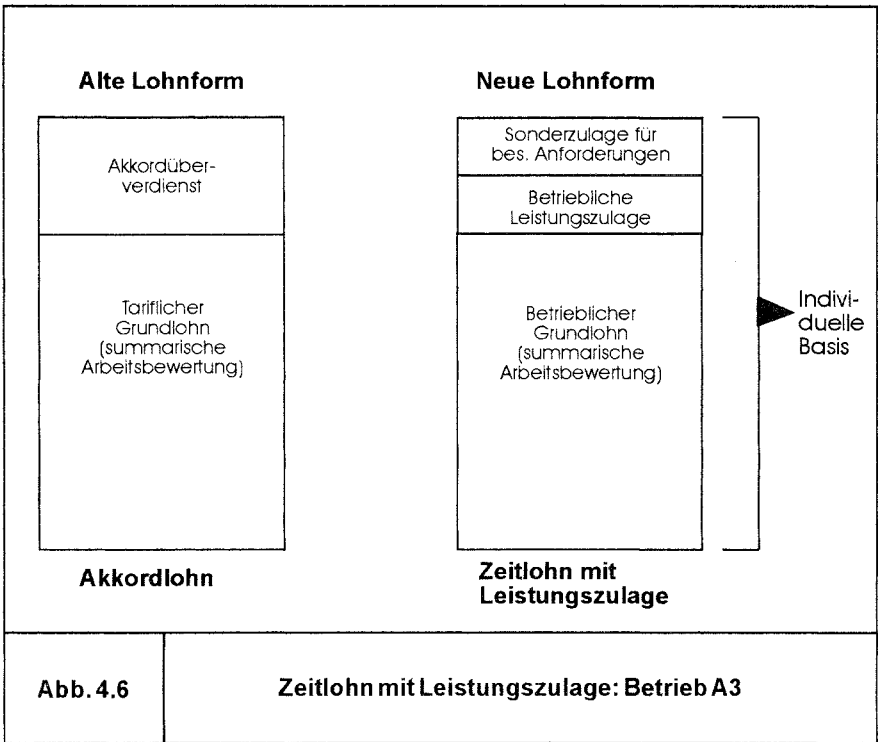 Alte Lohnform
Akkordüber-
verdienst
Tariflicher
Grundlohn
(summarische
Arbeitsbewertung)
Akkordlohn
Neue Lohnform
Sonderzulage für
bes. Anforderungen
Betriebliche
Leistungszulage
Betrieblicher
Grundlohn
(summarische
Arbeitsbewertung)
Zeitlohn mit
Leistungszulage
Indivi-
duelle
Basis
Abb. 4.6
Zeitlohn mit Leistungszulage: Betrieb A3